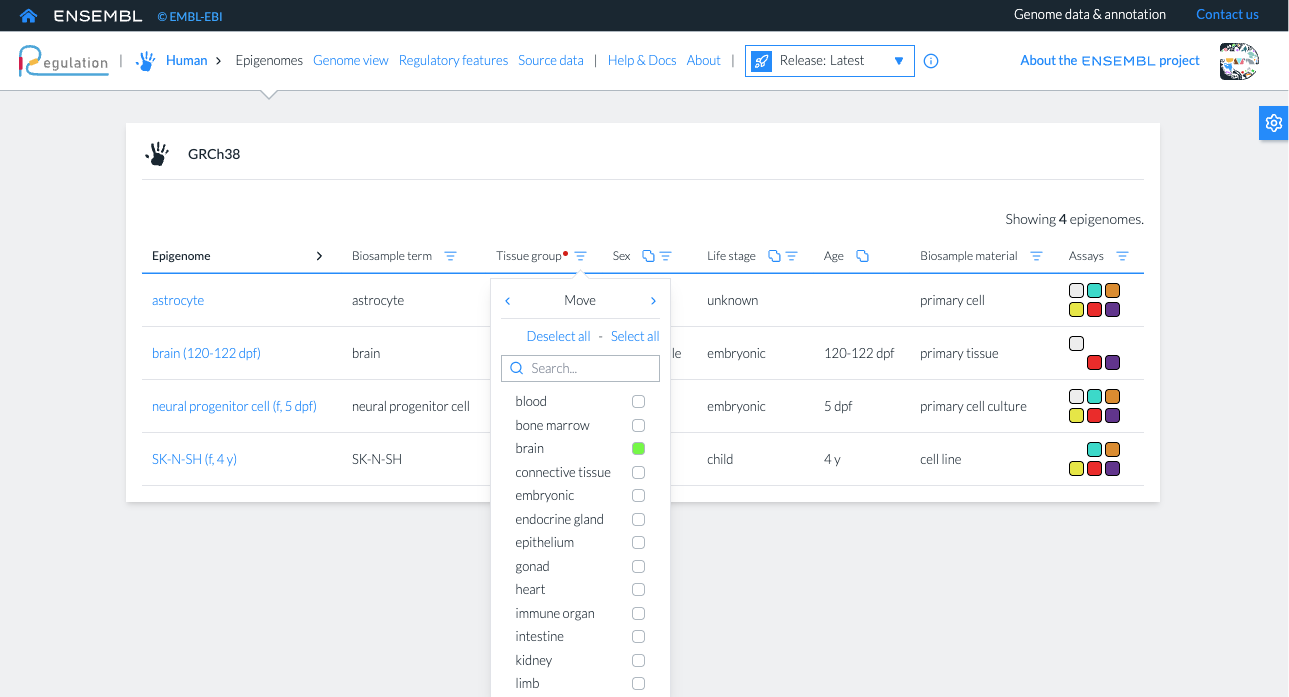 ENSEMBL © EMBL-EBI Genome data & annotation Contact us
Regulation | Human Epigenomes Genome view Regulatory features Source data | Help & Docs About | Release: Latest About the ENSEMBL project
GRCh38
Showing 4 epigenomes.
Epigenome Biosample term Tissue group Sex Life stage Age Biosample material Assays
astrocyte astrocyte unknown primary cell
Move
Deselect all - Select all
brain (120-122 dpf) brain le embryonic 120-122 dpf primary tissue
Search...
neural progenitor cell (f, 5 dpf) neural progenitor cell embryonic 5 dpf primary cell culture
SK-N-SH (f, 4 y) SK-N-SH child 4 y cell line
blood
bone marrow
brain
connective tissue
embryonic
endocrine gland
epithelium
gonad
heart
immune organ
intestine
kidney
limb